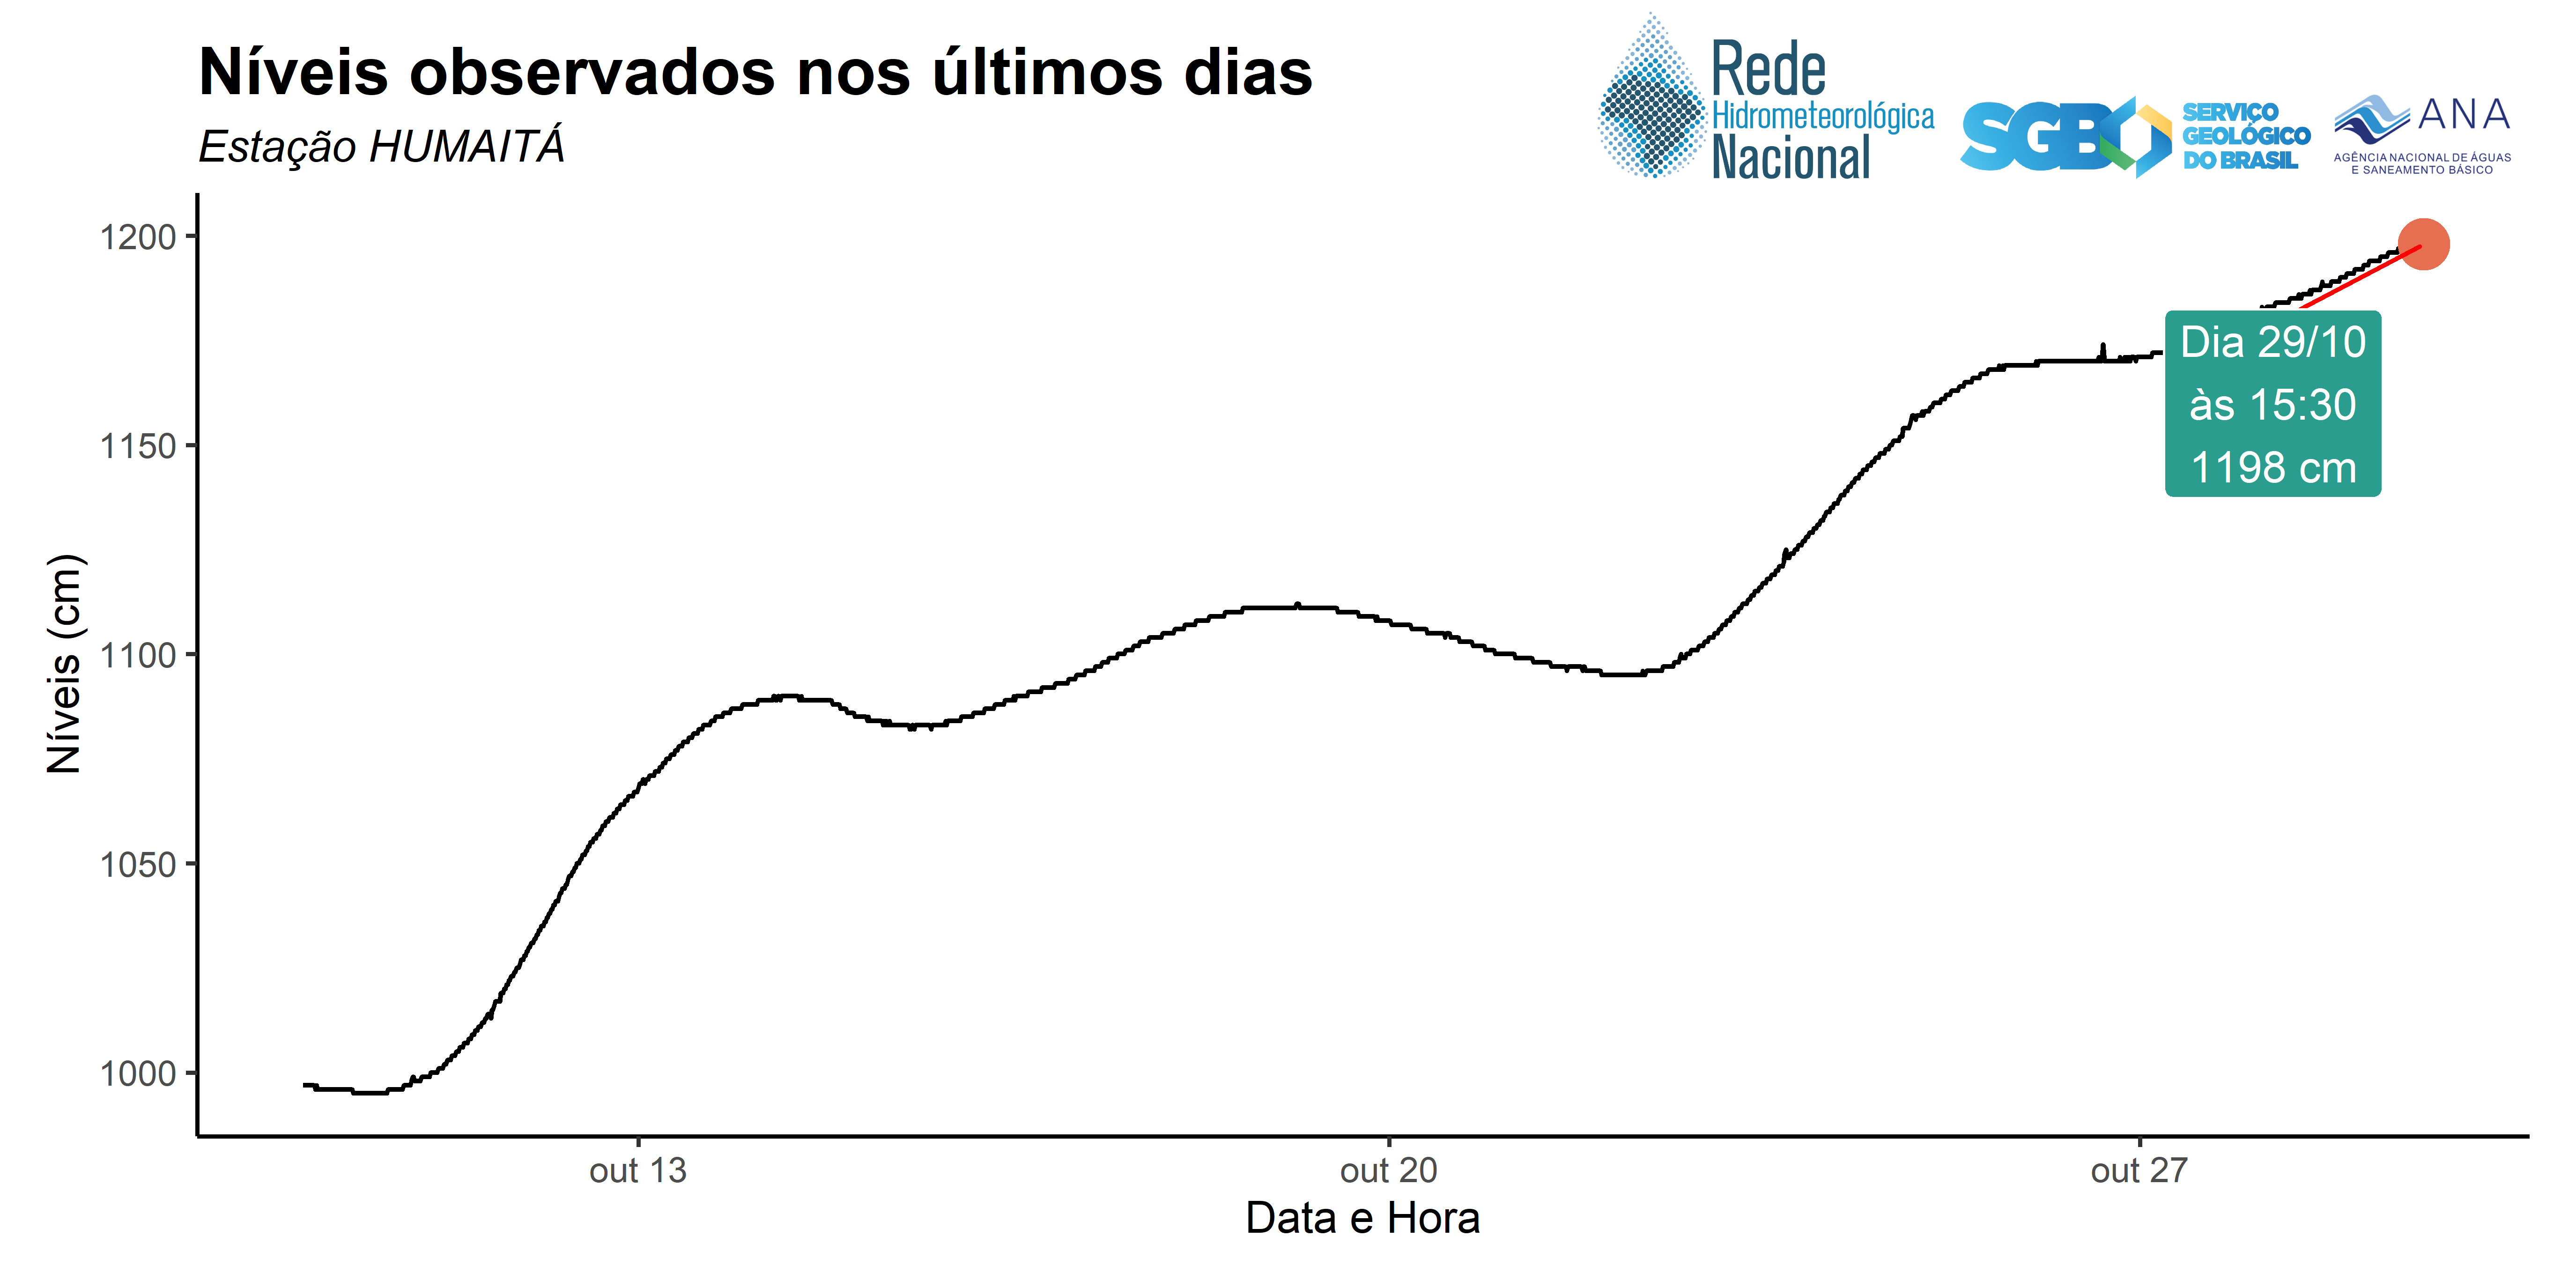 Níveis observados nos últimos dias
Estação HUMAITÁ
Rede
Hidrometeorológica
Nacional
SGB
SERVIÇO
GEOLÓGICO
DO BRASIL
ANA
AGÊNCIA NACIONAL DE ÁGUAS
E SANEAMENTO BÁSICO
1200
1150
1100
1050
1000
Níveis (cm)
Dia 29/10
às 15:30
1198 cm
out 13
out 20
out 27
Data e Hora